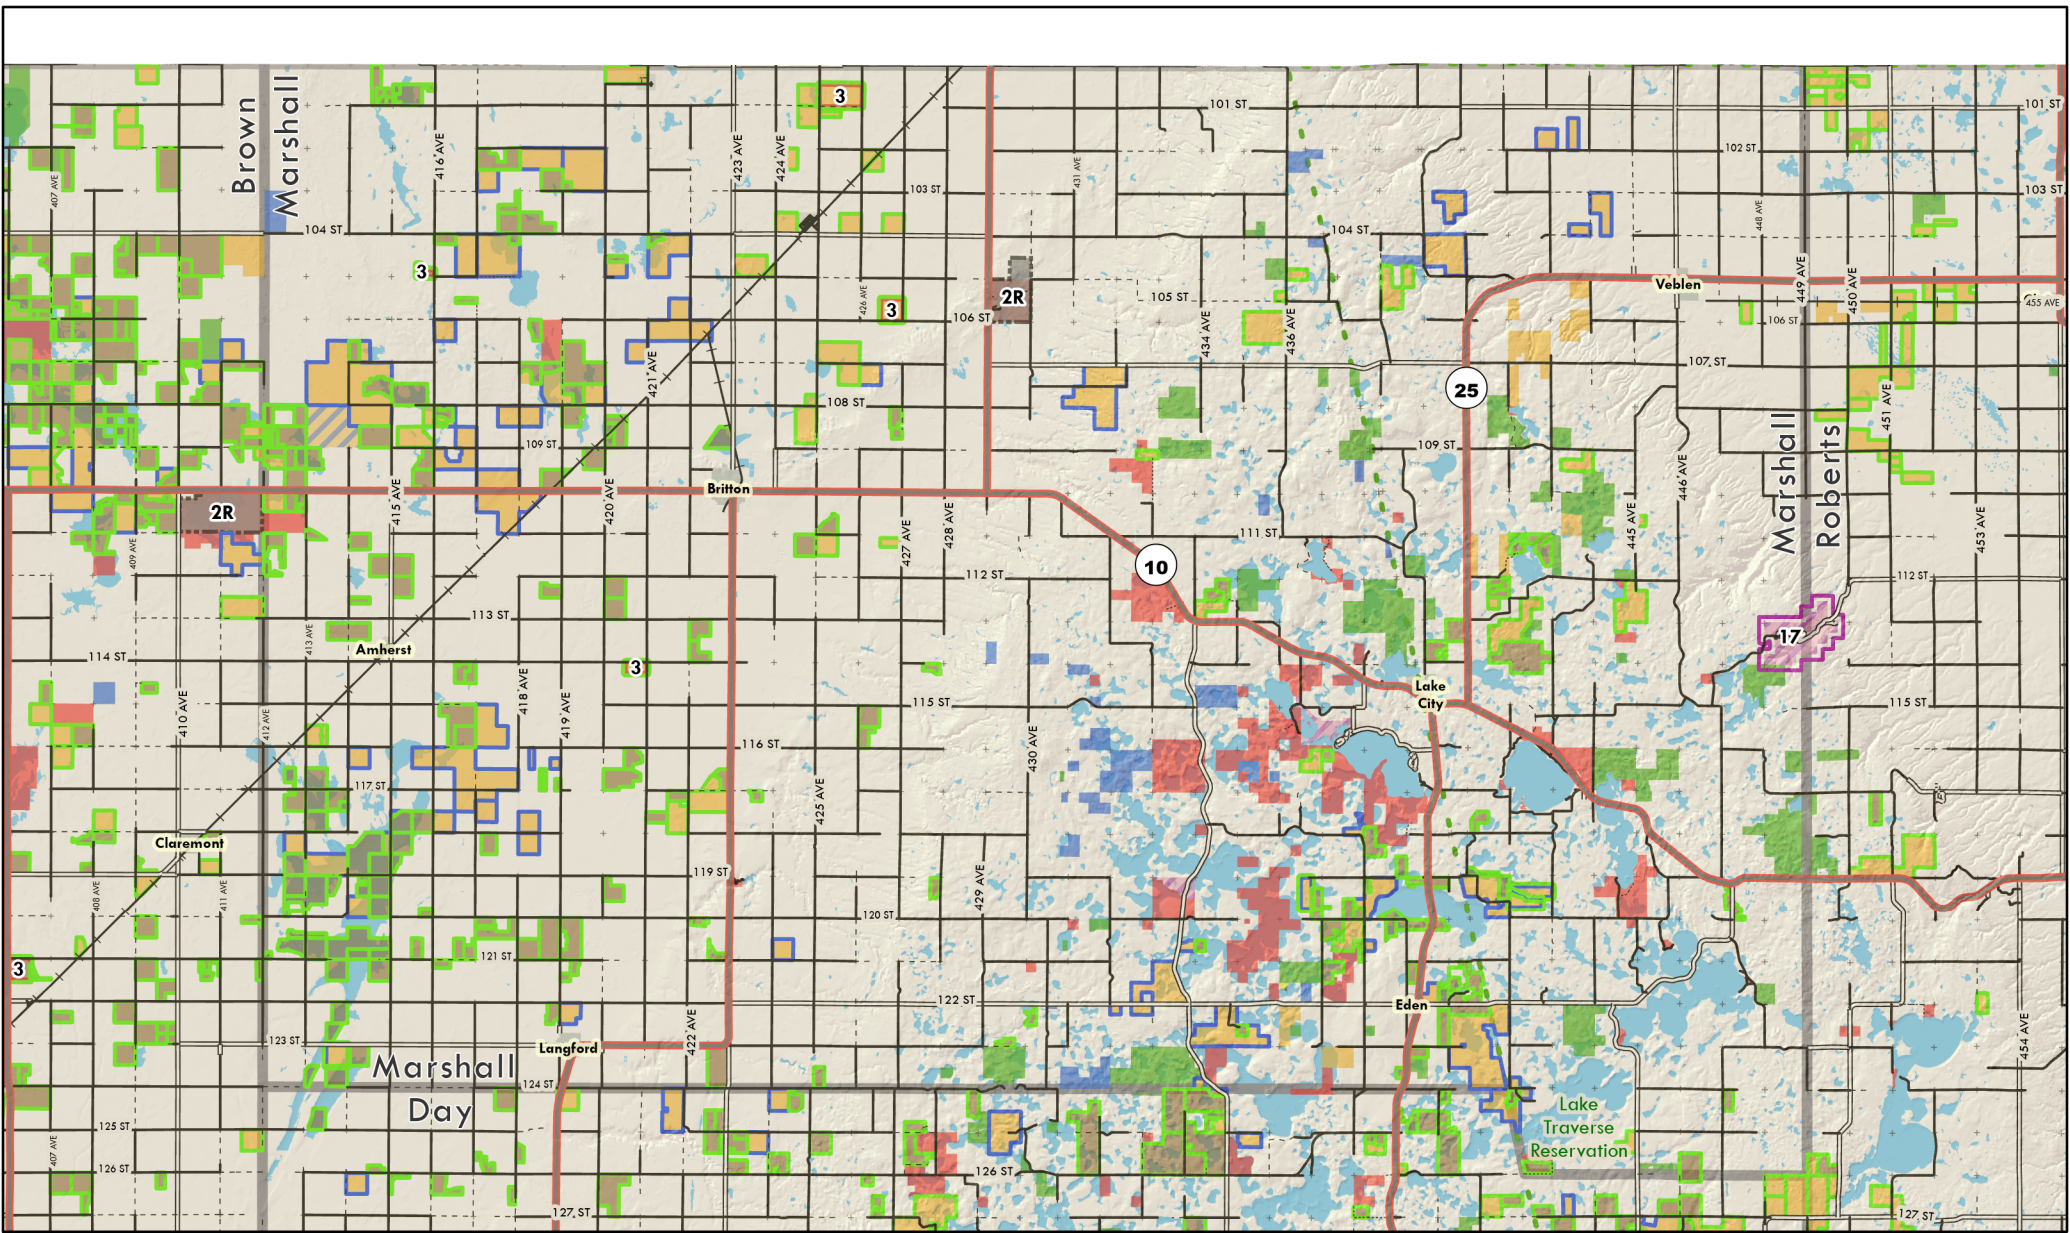 Brown
Marshall
407 AVE
416 AVE
423 AVE
424 AVE
3
101 ST
101 ST
102 ST
431 AVE
103 ST
103 ST
448 AVE
104 ST
104 ST
3
3
426 AVE
2R
105 ST
106 ST
434 AVE
436 AVE
Veblen
449 AVE
450 AVE
455 AVE
106 ST
107 ST
25
421 AVE
108 ST
109 ST
109 ST
451 AVE
Marshall
Roberts
446 AVE
Britton
415 AVE
420 AVE
2R
409 AVE
427 AVE
428 AVE
111 ST
445 AVE
453 AVE
10
112 ST
112 ST
113 ST
413 AVE
17
Amherst
114 ST
3
410 AVE
412 AVE
418 AVE
419 AVE
Lake
City
115 ST
115 ST
116 ST
430 AVE
117 ST
425 AVE
Claremont
119 ST
408 AVE
411 AVE
429 AVE
120 ST
121 ST
3
122 ST
Eden
422 AVE
454 AVE
123 ST
Langford
Marshall
124 ST
Day
Lake
Traverse
Reservation
125 ST
407 AVE
126 ST
126 ST
127 ST
127 ST